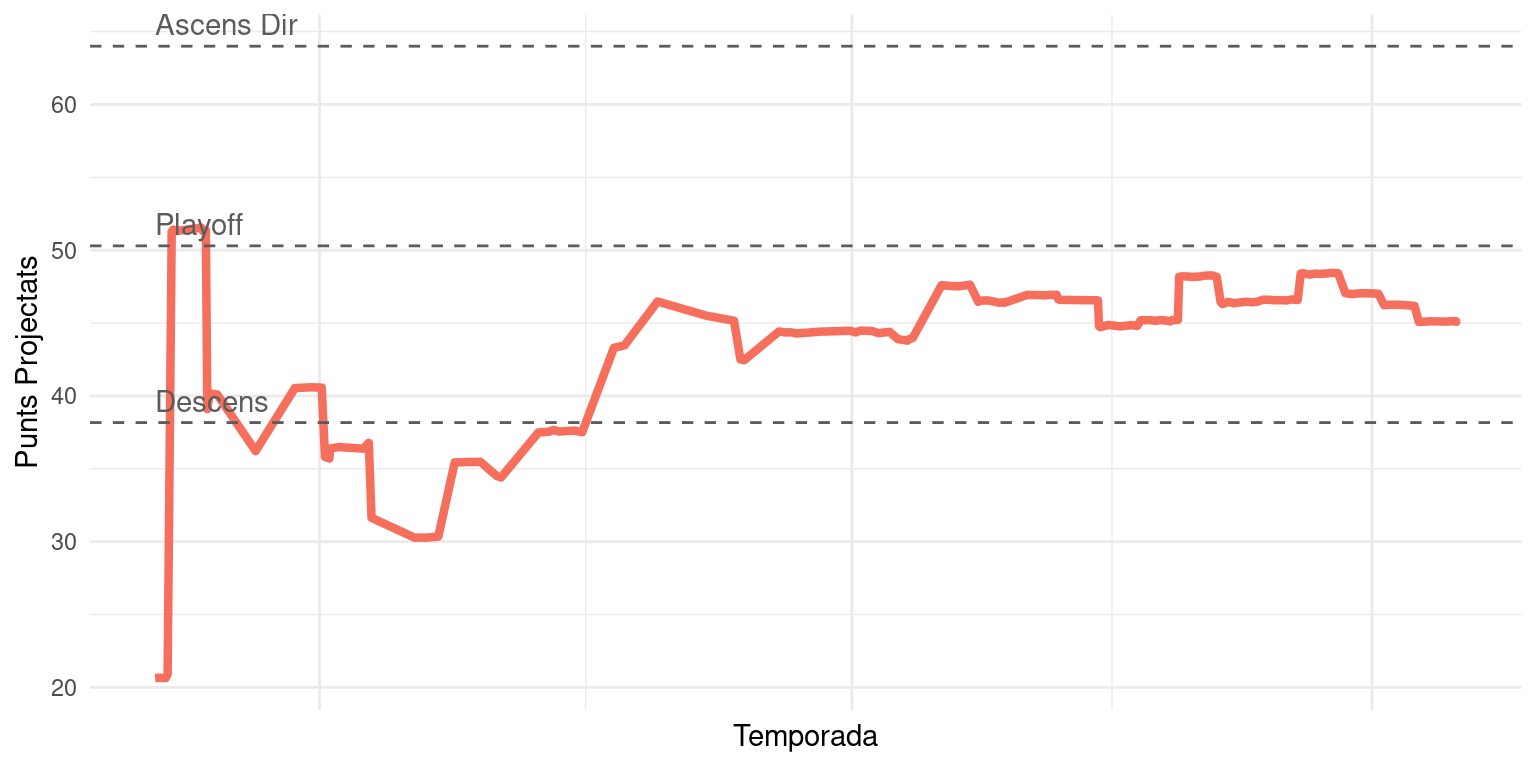 Ascens Dir
60
Playoff
50
Punts Projectats
40
Descens
30
20
Temporada